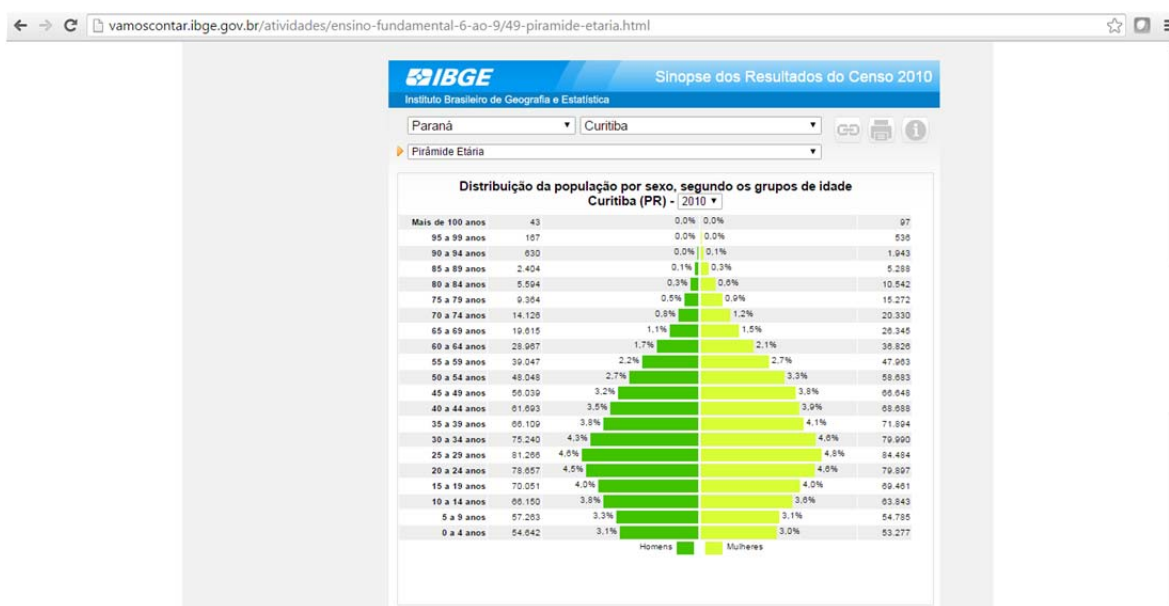 vamoscontar.ibge.gov.br/atividades/ensino-fundamental-6-ao-9/49-piramide-etaria.html
IBGE Sinopse dos Resultados do Censo 2010
Instituto Brasileiro de Geografia e Estatística
Paraná Curitiba
Pirâmide Etária
Distribuição da população por sexo, segundo os grupos de idade
Curitiba (PR) - 2010
Mais de 100 anos 43 0,0% 0,0% 97
95 a 99 anos 167 0,0% 0,0% 536
90 a 94 anos 630 0,0% 0,1% 1.943
85 a 89 anos 2.404 0,1% 0,3% 5.288
80 a 84 anos 5.594 0,3% 0,6% 10.542
75 a 79 anos 9.364 0,5% 0,9% 15.272
70 a 74 anos 14.126 0,8% 1,2% 20.330
65 a 69 anos 19.615 1,1% 1,5% 26.345
60 a 64 anos 28.967 1,7% 2,1% 36.826
55 a 59 anos 39.047 2,2% 2,7% 47.963
50 a 54 anos 48.048 2,7% 3,3% 58.683
45 a 49 anos 56.039 3,2% 3,8% 66.648
40 a 44 anos 61.693 3,5% 3,9% 68.688
35 a 39 anos 66.109 3,8% 4,1% 71.894
30 a 34 anos 75.240 4,3% 4,6% 79.990
25 a 29 anos 81.266 4,6% 4,8% 84.484
20 a 24 anos 78.657 4,5% 4,6% 79.897
15 a 19 anos 70.051 4,0% 4,0% 69.461
10 a 14 anos 66.150 3,8% 3,6% 63.843
5 a 9 anos 57.263 3,3% 3,1% 54.785
0 a 4 anos 54.642 3,1% 3,0% 53.277
Homens Mulheres